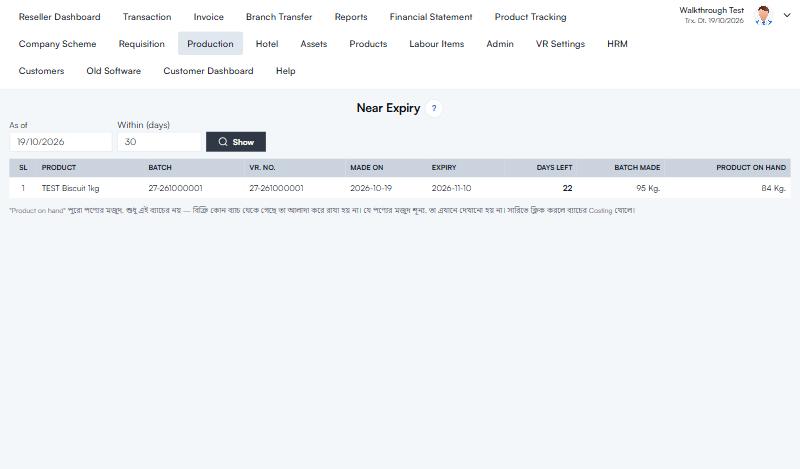 Reseller Dashboard Transaction Invoice Branch Transfer Reports Financial Statement Product Tracking
Walkthrough Test
Trx. Dt. 19/10/2026
Company Scheme Requisition Production Hotel Assets Products Labour Items Admin VR Settings HRM
Customers Old Software Customer Dashboard Help
Near Expiry ?
As of Within (days)
19/10/2026 30 Show
SL PRODUCT BATCH VR. NO. MADE ON EXPIRY DAYS LEFT BATCH MADE PRODUCT ON HAND
1 TEST Biscuit 1kg 27-261000001 27-261000001 2026-10-19 2026-11-10 22 95 Kg. 84 Kg.
"Product on hand" পুরো পণ্যের মজুদ, শুধু এই ব্যাচের নয় — বিক্রি কোন ব্যাচ থেকে গেছে তা আলাদা করে রাখা হয় না। যে পণ্যের মজুদ শূন্য, তা এখানে দেখানো হয় না। সারিতে ক্লিক করলে ব্যাচের Costing খোলে।